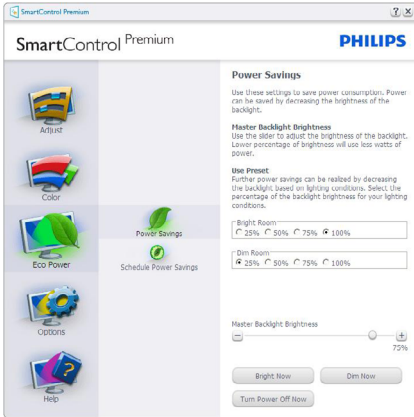 SmartControl Premium
SmartControl Premium
PHILIPS
Adjust
Color
Eco Power
Options
Help
Power Savings
Schedule Power Savings
Power Savings
Use these settings to save power consumption. Power
can be saved by decreasing the brightness of the
backlight.
Master Backlight Brightness
Use the slider to adjust the brightness of the backlight.
Lower percentage of brightness will use less watts of
power.
Use Preset
Further power savings can be realized by decreasing
the backlight based on lighting conditions. Select the
percentage of the backlight brightness for your lighting
conditions.
Bright Room
25% 50% 75% 100%
Dim Room
25% 50% 75% 100%
Master Backlight Brightness
75%
Bright Now Dim Now
Turn Power Off Now